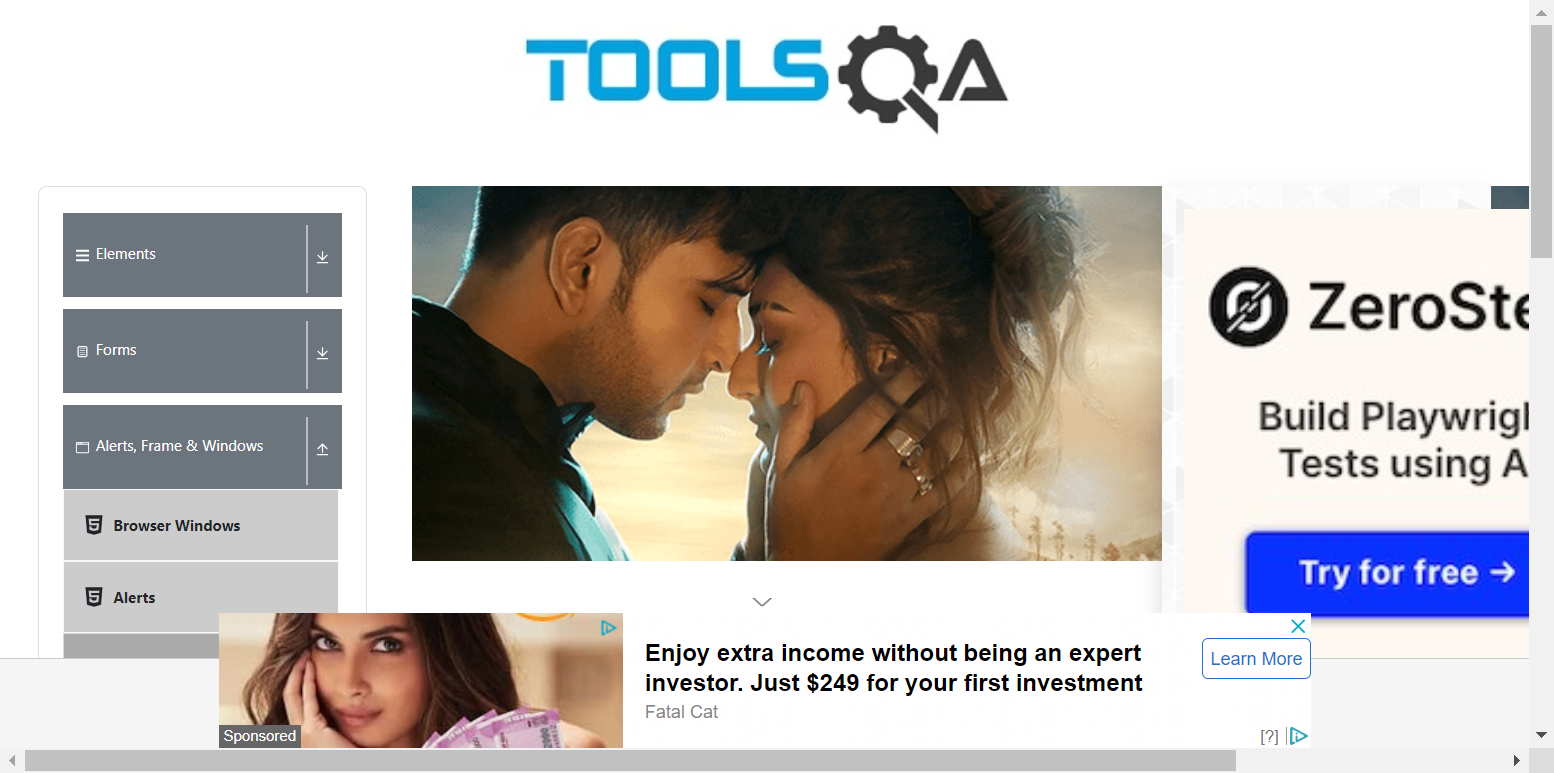 TOOLSQA
Elements
Forms
Alerts, Frame & Windows
Browser Windows
Alerts
ZeroSte
Build Playwrigh
Tests using A
Try for free →
Enjoy extra income without being an expert
investor. Just $249 for your first investment
Fatal Cat
Learn More
Sponsored
[?]